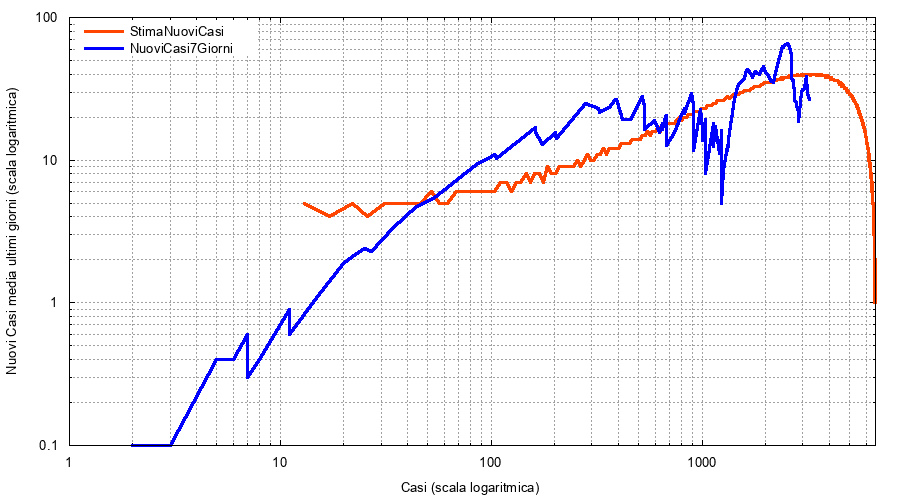 100
StimaNuoviCasi
NuoviCasi7Giorni
10
1
0.1
Nuovi Casi media ultimi giorni (scala logaritmica)
1 10 100 1000
Casi (scala logaritmica)